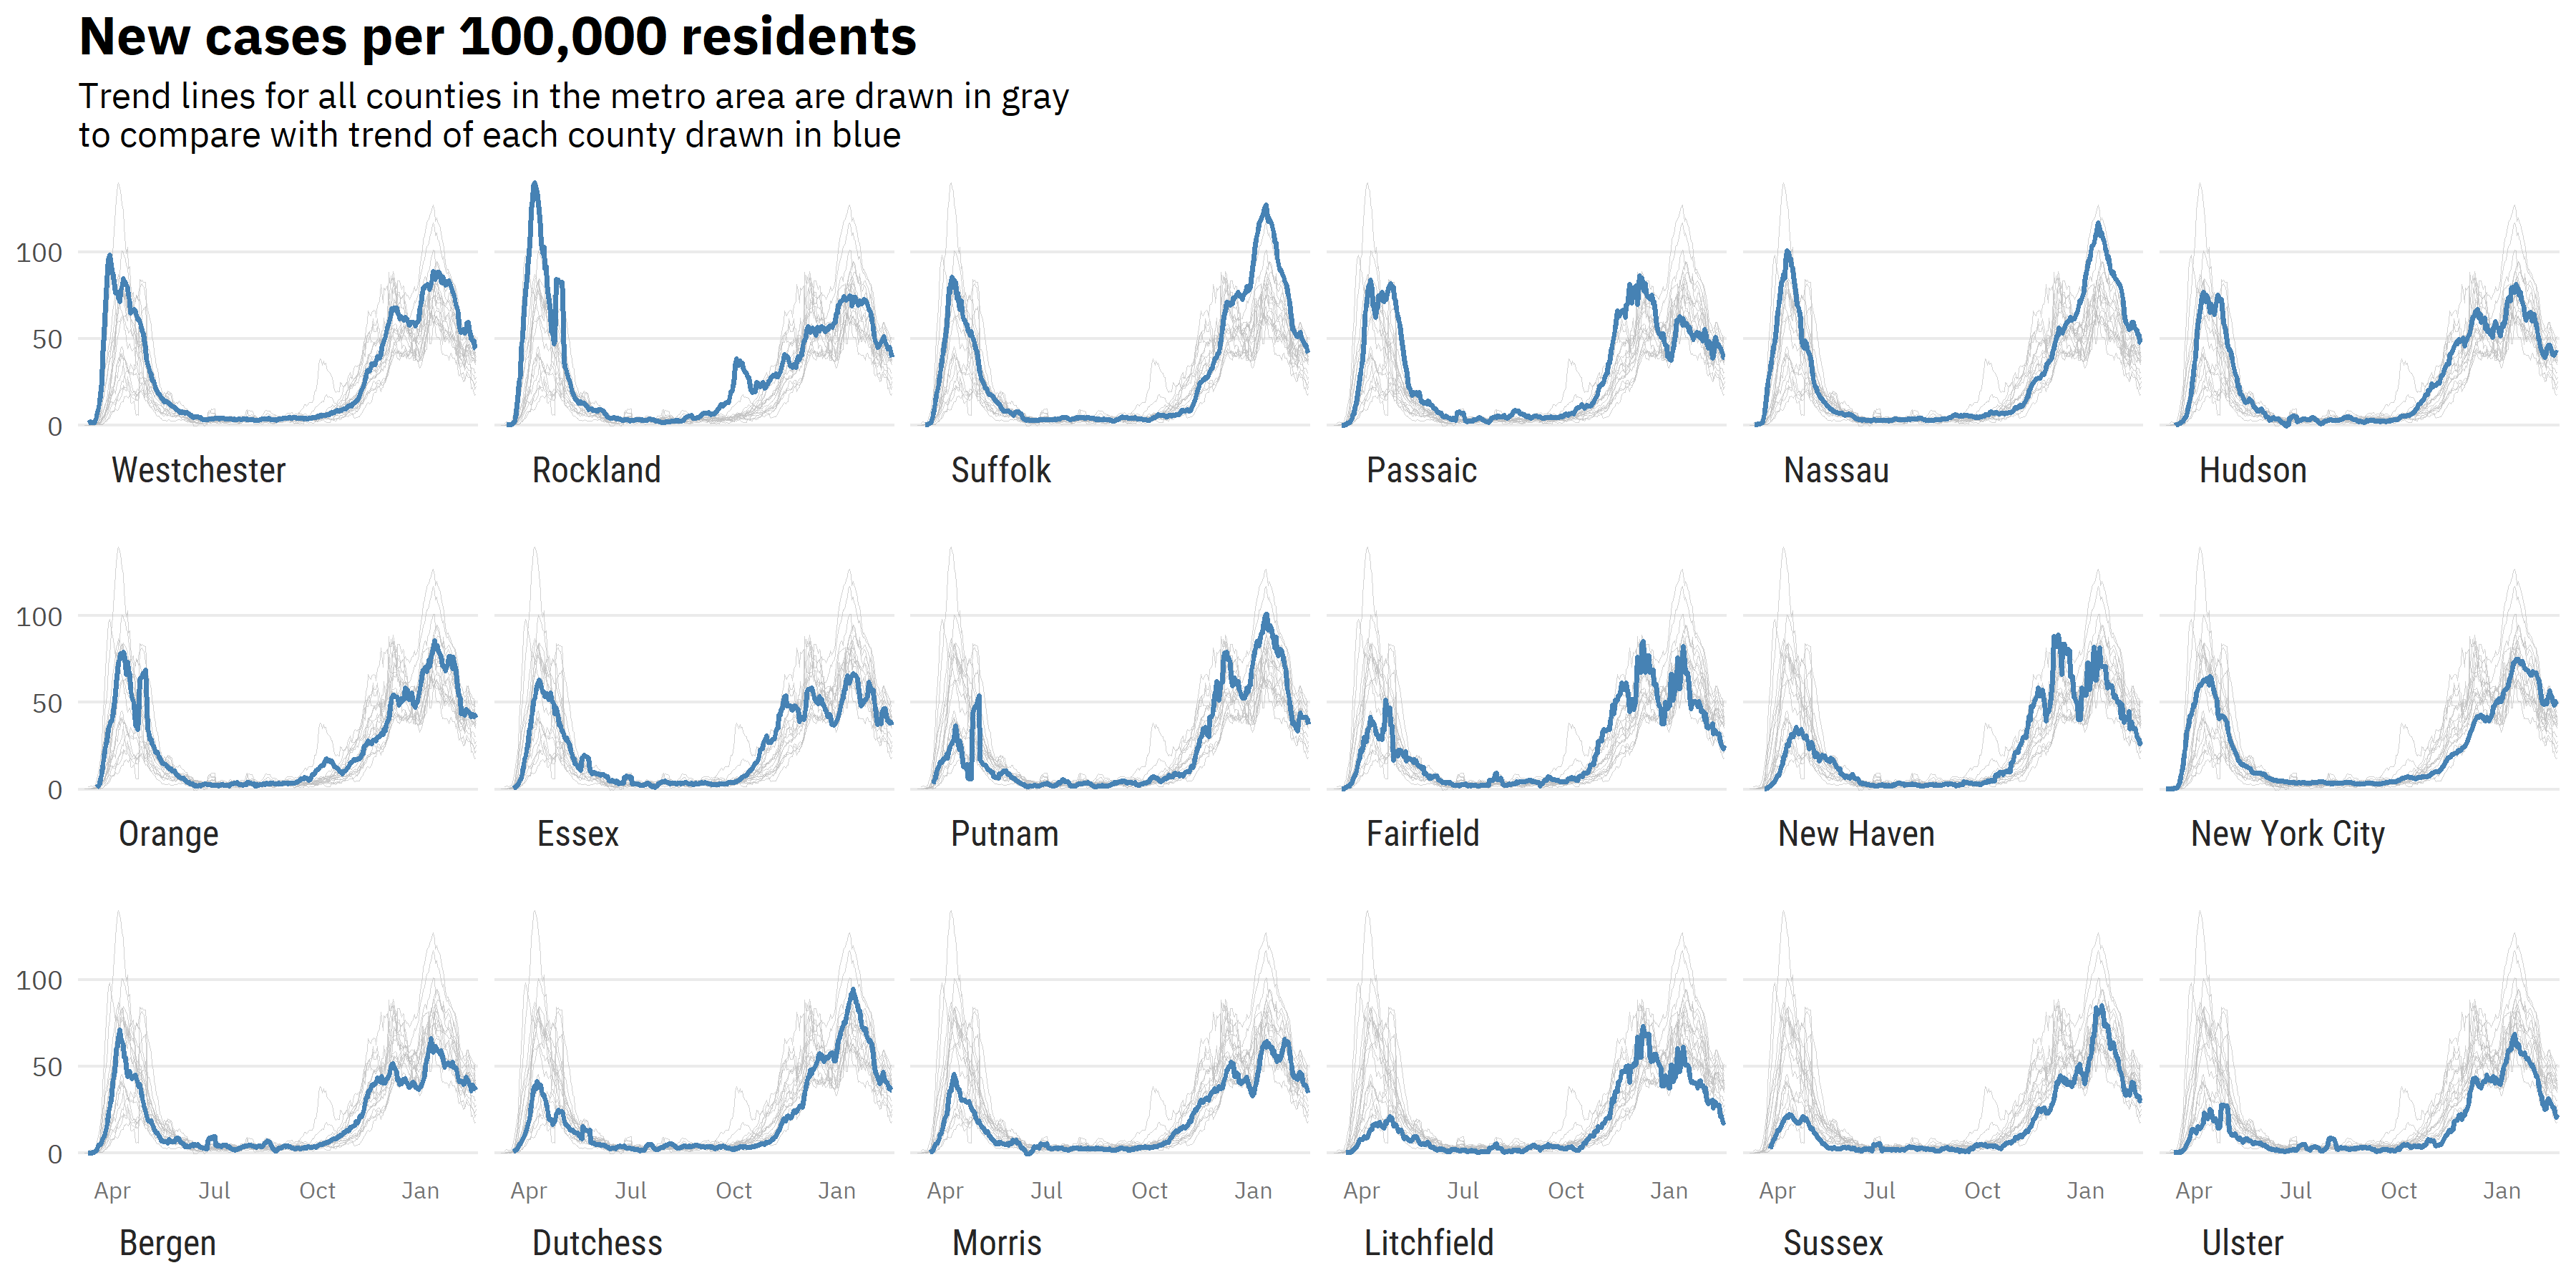 New cases per 100,000 residents
Trend lines for all counties in the metro area are drawn in gray
to compare with trend of each county drawn in blue
100
50
0
Westchester Rockland Suffolk Passaic Nassau Hudson
100
50
0
Orange Essex Putnam Fairfield New Haven New York City
100
50
0
Apr Jul Oct Jan Apr Jul Oct Jan Apr Jul Oct Jan Apr Jul Oct Jan Apr Jul Oct Jan Apr Jul Oct Jan
Bergen Dutchess Morris Litchfield Sussex Ulster